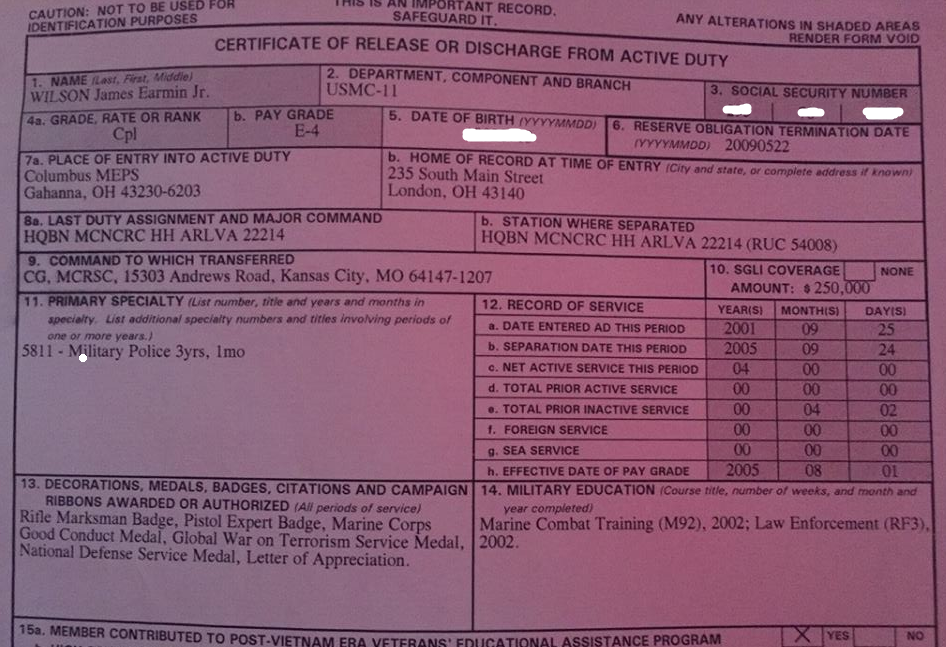 CAUTION: NOT TO BE USED FOR
IDENTIFICATION PURPOSES
THIS IS AN IMPORTANT RECORD.
SAFEGUARD IT.
ANY ALTERATIONS IN SHADED AREAS
RENDER FORM VOID
CERTIFICATE OF RELEASE OR DISCHARGE FROM ACTIVE DUTY
1. NAME (Last, First, Middle)
WILSON James Earmin Jr.
2. DEPARTMENT, COMPONENT AND BRANCH
USMC-11
3. SOCIAL SECURITY NUMBER
4a. GRADE, RATE OR RANK
Cpl
b. PAY GRADE
E-4
5. DATE OF BIRTH (YYYYMMDD)
6. RESERVE OBLIGATION TERMINATION DATE
(YYYYMMDD) 20090522
7a. PLACE OF ENTRY INTO ACTIVE DUTY
Columbus MEPS
Gahanna, OH 43230-6203
b. HOME OF RECORD AT TIME OF ENTRY (City and state, or complete address if known)
235 South Main Street
London, OH 43140
8a. LAST DUTY ASSIGNMENT AND MAJOR COMMAND
HQBN MCNCRC HH ARLVA 22214
b. STATION WHERE SEPARATED
HQBN MCNCRC HH ARLVA 22214 (RUC 54008)
9. COMMAND TO WHICH TRANSFERRED
CG, MCRSC, 15303 Andrews Road, Kansas City, MO 64147-1207
10. SGLI COVERAGE NONE
AMOUNT: $ 250,000
11. PRIMARY SPECIALTY (List number, title and years and months in
specialty. List additional specialty numbers and titles involving periods of
one or more years.)
5811 - Military Police 3yrs, 1mo
12. RECORD OF SERVICE YEAR(S) MONTH(S) DAY(S)
a. DATE ENTERED AD THIS PERIOD 2001 09 25
b. SEPARATION DATE THIS PERIOD 2005 09 24
c. NET ACTIVE SERVICE THIS PERIOD 04 00 00
d. TOTAL PRIOR ACTIVE SERVICE 00 00 00
e. TOTAL PRIOR INACTIVE SERVICE 00 04 02
f. FOREIGN SERVICE 00 00 00
g. SEA SERVICE 00 00 00
h. EFFECTIVE DATE OF PAY GRADE 2005 08 01
13. DECORATIONS, MEDALS, BADGES, CITATIONS AND CAMPAIGN
RIBBONS AWARDED OR AUTHORIZED (All periods of service)
Rifle Marksman Badge, Pistol Expert Badge, Marine Corps
Good Conduct Medal, Global War on Terrorism Service Medal,
National Defense Service Medal, Letter of Appreciation.
14. MILITARY EDUCATION (Course title, number of weeks, and month and
year completed)
Marine Combat Training (M92), 2002; Law Enforcement (RF3),
2002.
15a. MEMBER CONTRIBUTED TO POST-VIETNAM ERA VETERANS' EDUCATIONAL ASSISTANCE PROGRAM X YES NO